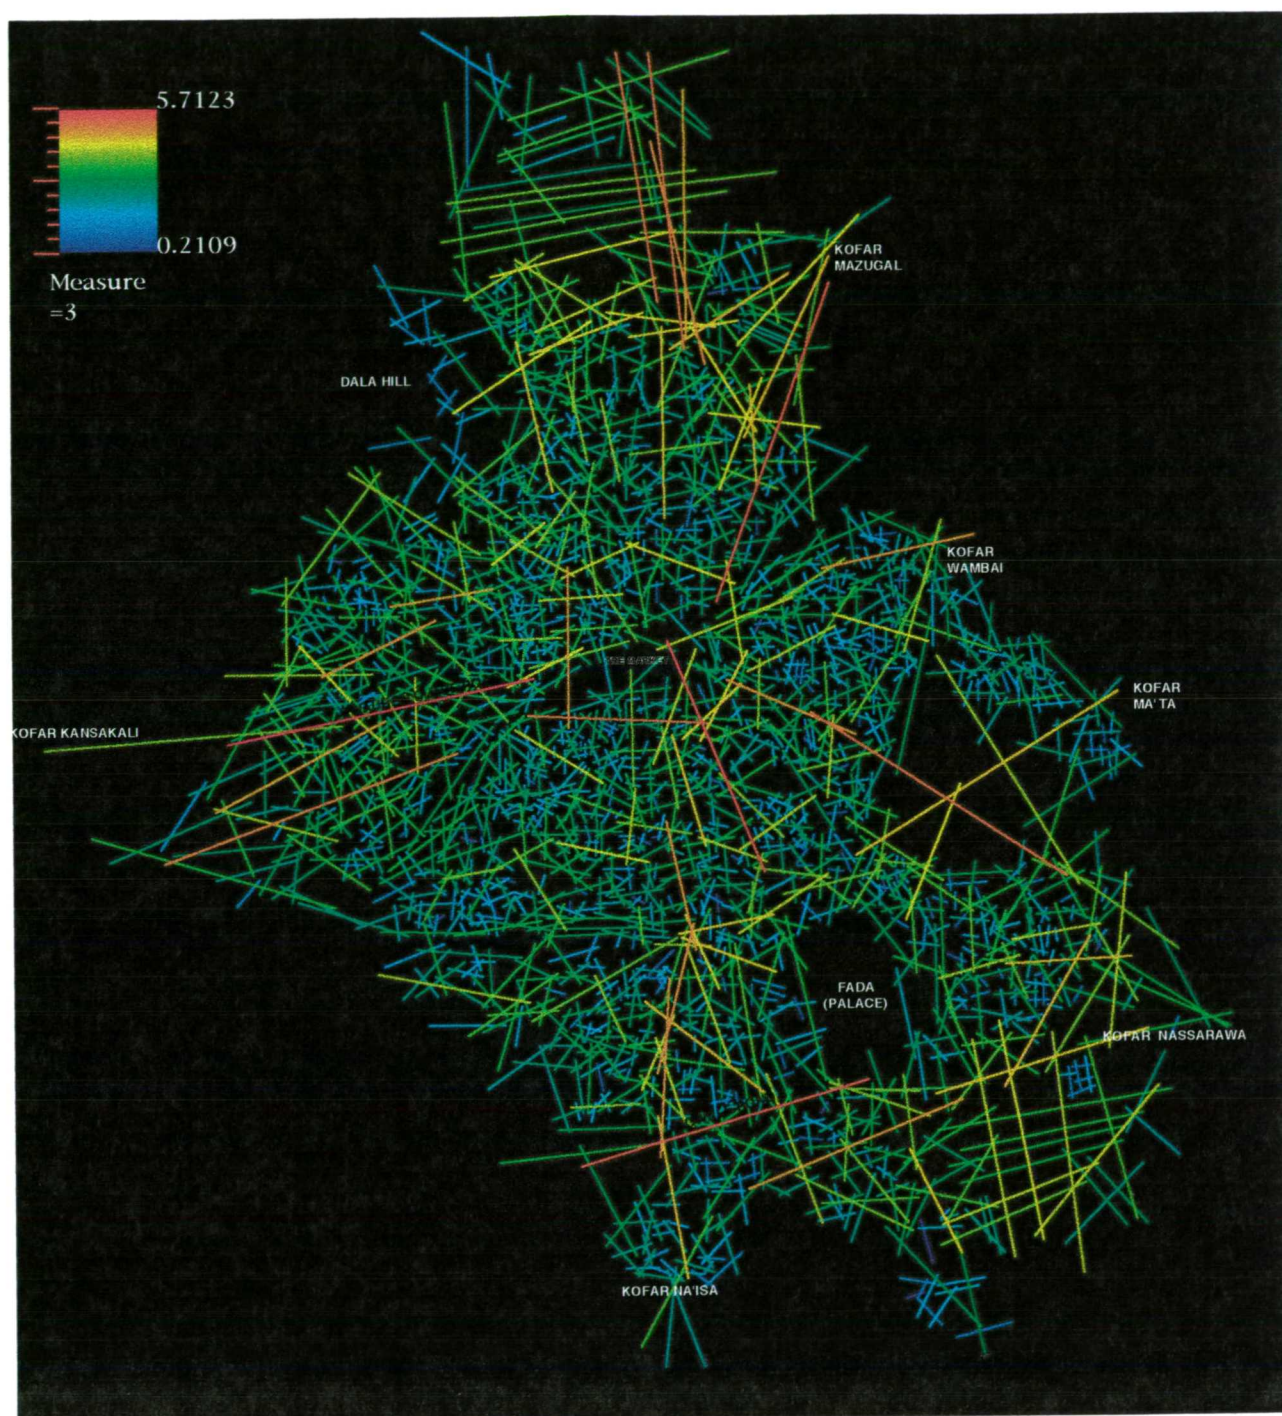 5.7123
0.2109
Measure
=3
KOFAR
MAZUGAL
DALA HILL
KOFAR
WAMBAI
KOFAR
MA'TA
KOFAR KANSAKALI
FADA
(PALACE)
KOFAR NASSARAWA
KOFAR NA'ISA